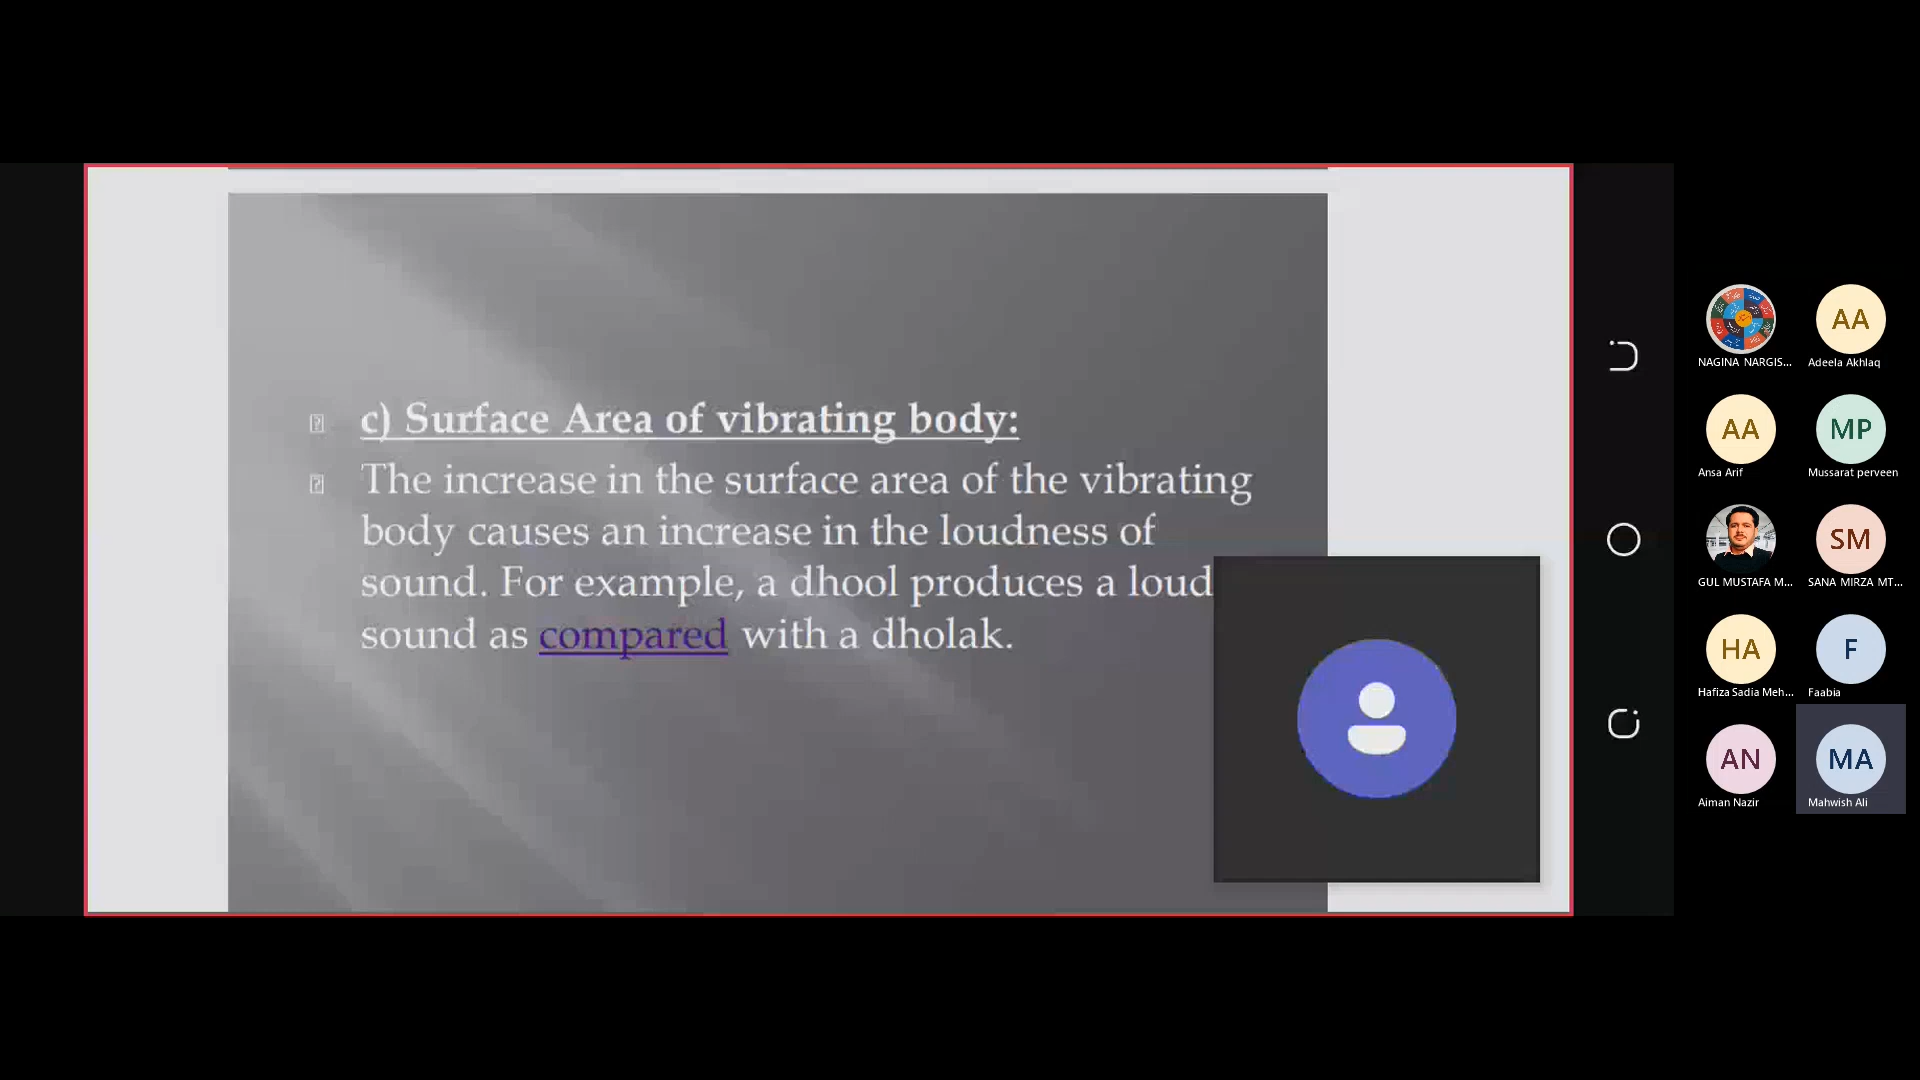 c) Surface Area of vibrating body:
The increase in the surface area of the vibrating
body causes an increase in the loudness of
sound. For example, a dhool produces a loud
sound as compared with a dholak.
NAGINA NARGIS...
AA
Adeela Akhlaq
AA
Ansa Arif
MP
Mussarat perveen
GUL MUSTAFA M...
SM
SANA MIRZA MT...
HA
Hafiza Sadia Meh...
F
Faabia
AN
Aiman Nazir
MA
Mahwish Ali